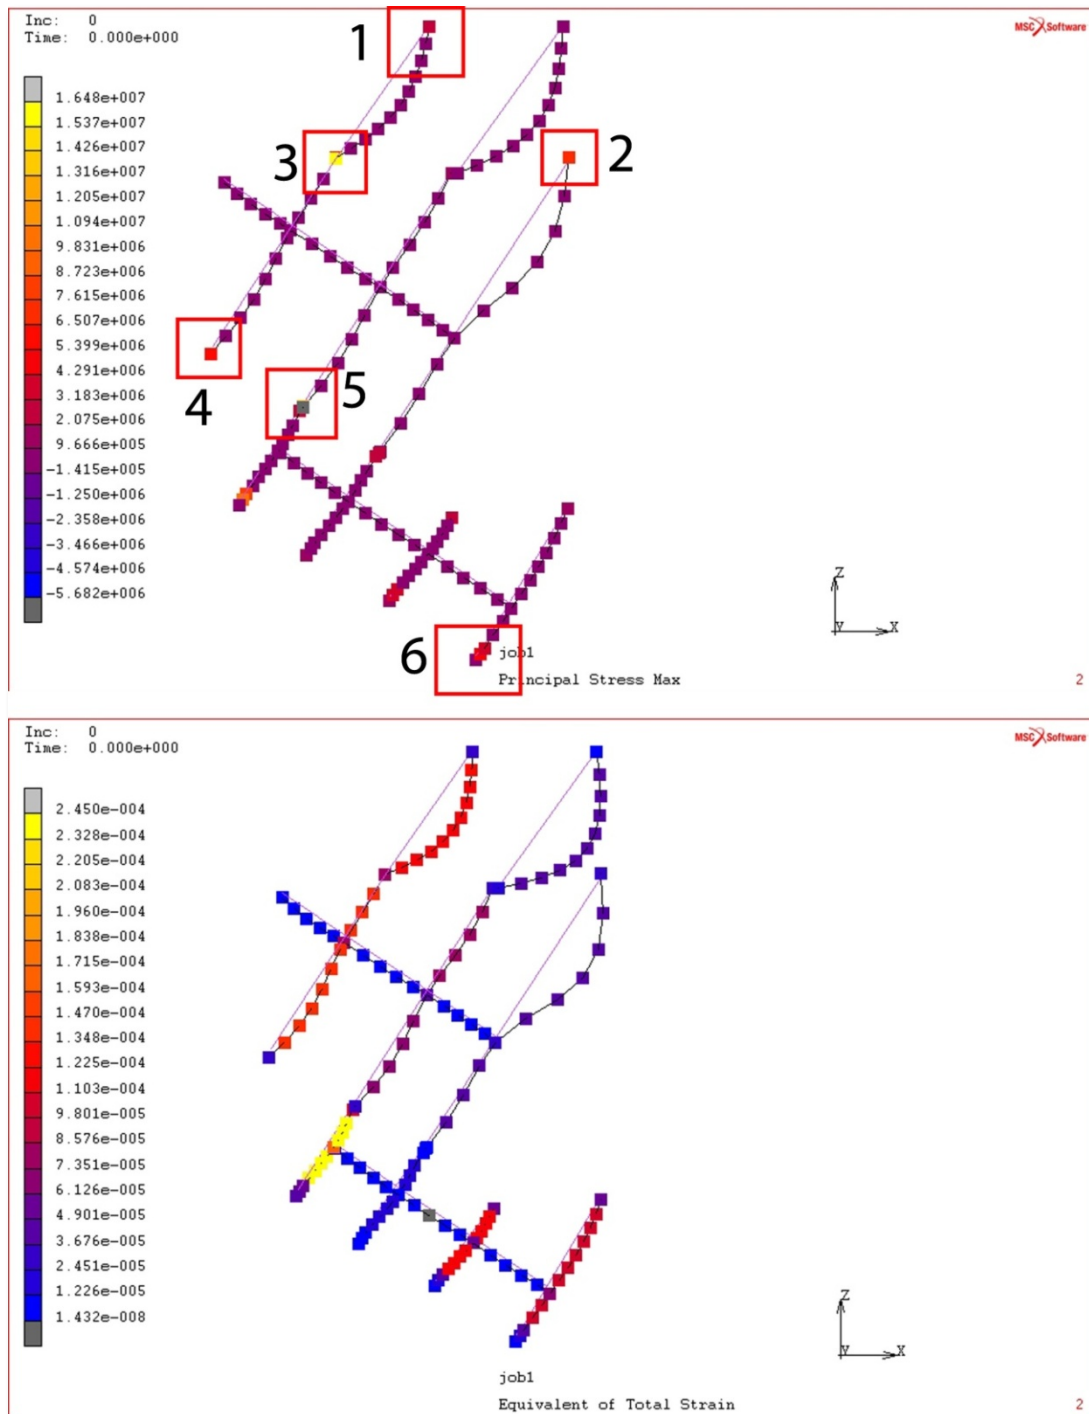 Inc: 0
Time: 0.000e+000
MSC Software
1.648e+007
1.537e+007
1.426e+007
1.316e+007
1.205e+007
1.094e+007
9.831e+006
8.723e+006
7.615e+006
6.507e+006
5.399e+006
4.291e+006
3.183e+006
2.075e+006
9.666e+005
-1.415e+005
-1.250e+006
-2.358e+006
-3.466e+006
-4.574e+006
-5.682e+006
1
2
3
4
5
6
Z
Y X
job1
Principal Stress Max
2
Inc: 0
Time: 0.000e+000
MSC Software
2.450e-004
2.328e-004
2.205e-004
2.083e-004
1.960e-004
1.838e-004
1.715e-004
1.593e-004
1.470e-004
1.348e-004
1.225e-004
1.103e-004
9.801e-005
8.576e-005
7.351e-005
6.126e-005
4.901e-005
3.676e-005
2.451e-005
1.226e-005
1.432e-008
Z
Y X
job1
Equivalent of Total Strain
2